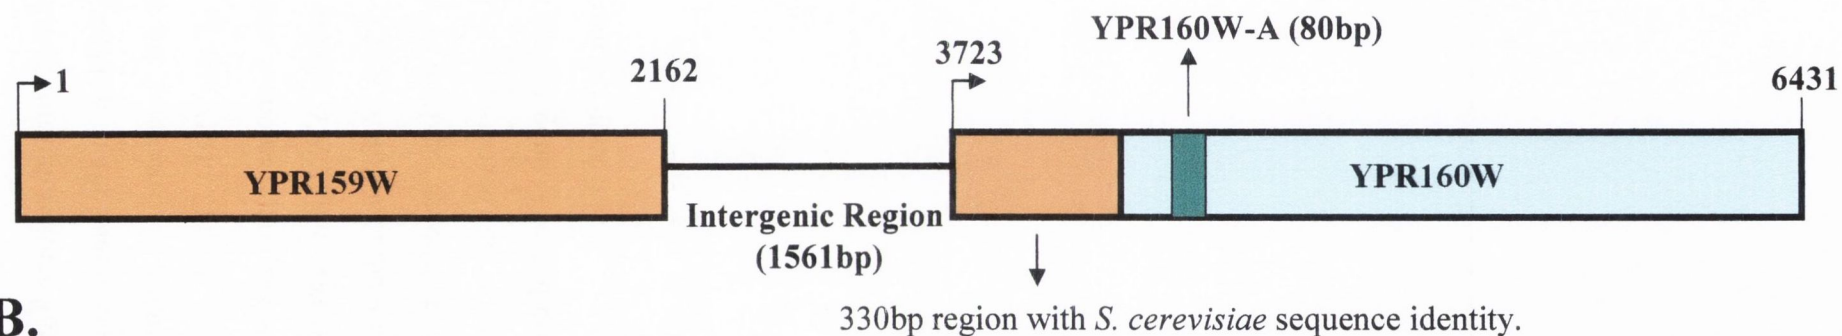 YPR160W-A (80bp)
3723
2162
6431
1
YPR159W
YPR160W
Intergenic Region
(1561bp)
330bp region with S. cerevisiae sequence identity.
B.